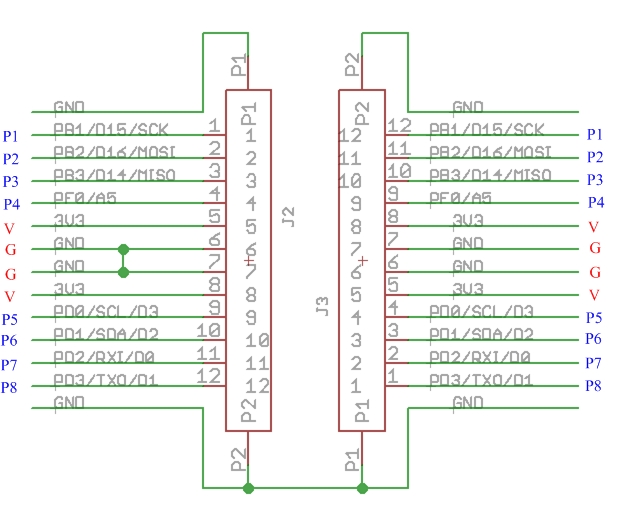 P1 P2
GND P1 P2 GND
P1 PB1/D15/SCK 1 1 12 12 PB1/D15/SCK P1
P2 PB2/D16/MOSI 2 2 11 11 PB2/D16/MOSI P2
P3 PB3/D14/MISO 3 3 10 10 PB3/D14/MISO P3
P4 PF0/A5 4 4 9 9 PF0/A5 P4
V 3V3 5 5 J2 8 8 3V3 V
G GND 6 6 7 7 GND G
G GND 7 7 6 6 GND G
V 3V3 8 8 J3 5 5 3V3 V
P5 PD0/SCL/D3 9 9 4 4 PD0/SCL/D3 P5
P6 PD1/SDA/D2 10 10 3 3 PD1/SDA/D2 P6
P7 PD2/RXI/D0 11 11 2 2 PD2/RXI/D0 P7
P8 PD3/TXO/D1 12 12 1 1 PD3/TXO/D1 P8
GND P2 P1 GND
P2 P1